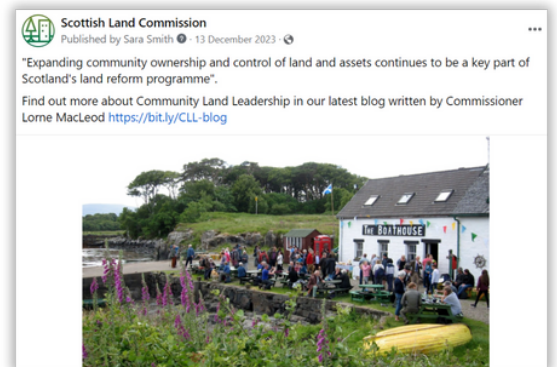 Scottish Land Commission
Published by Sara Smith · 13 December 2023 ·
"Expanding community ownership and control of land and assets continues to be a key part of
Scotland's land reform programme".
Find out more about Community Land Leadership in our latest blog written by Commissioner
Lorne MacLeod https://bit.ly/CLL-blog
THE BOATHOUSE